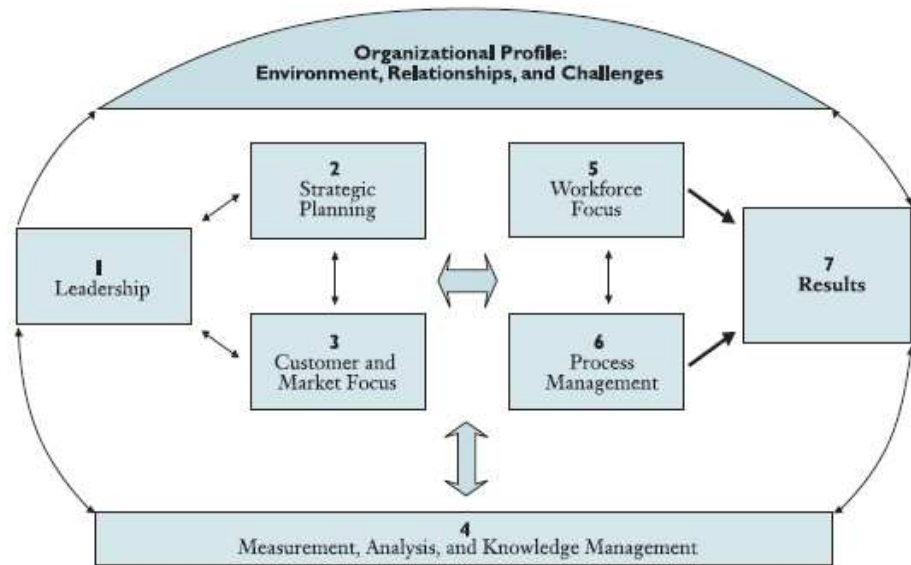 Organizational Profile:
Environment, Relationships, and Challenges
2
Strategic
Planning
5
Workforce
Focus
1
Leadership
7
Results
3
Customer and
Market Focus
6
Process
Management
4
Measurement, Analysis, and Knowledge Management